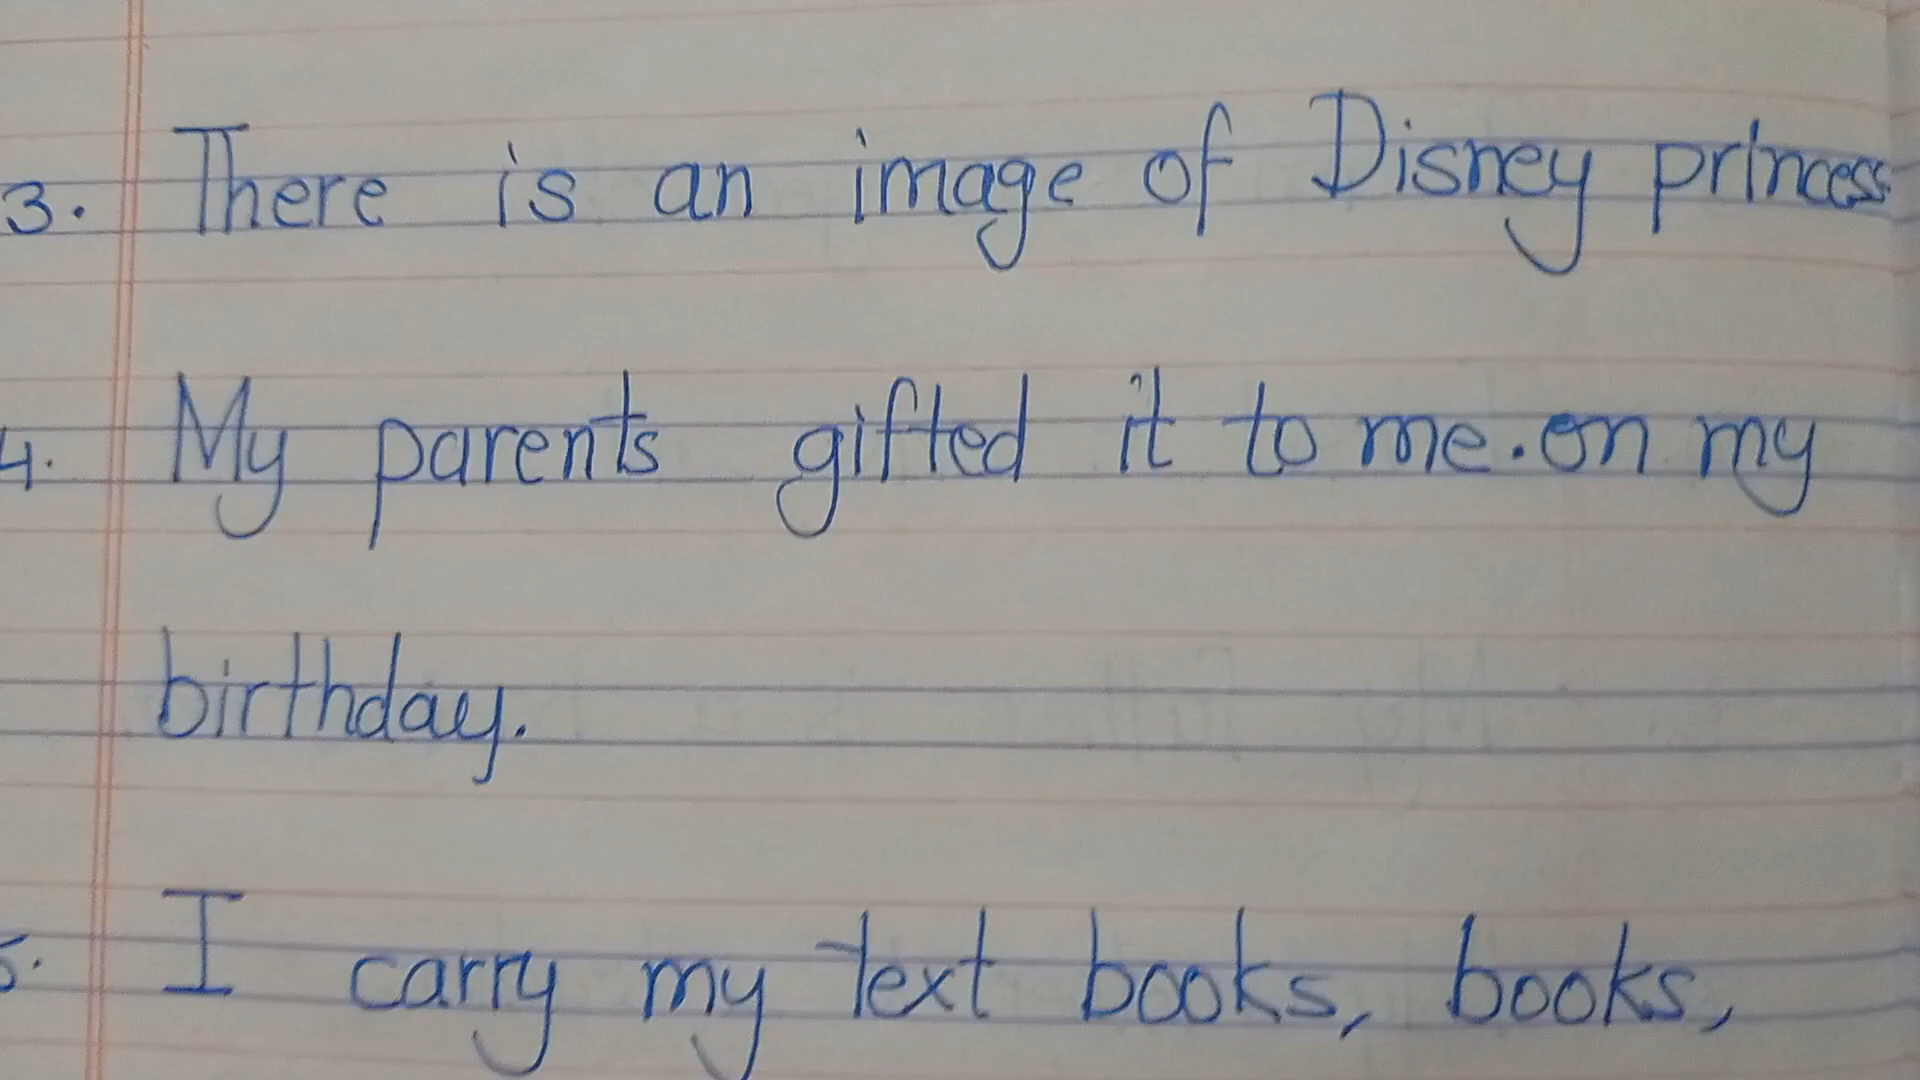 3. There is an image of Disney princess.
4. My parents gifted it to me.on my
birthday.
5. I carry my text books, books,